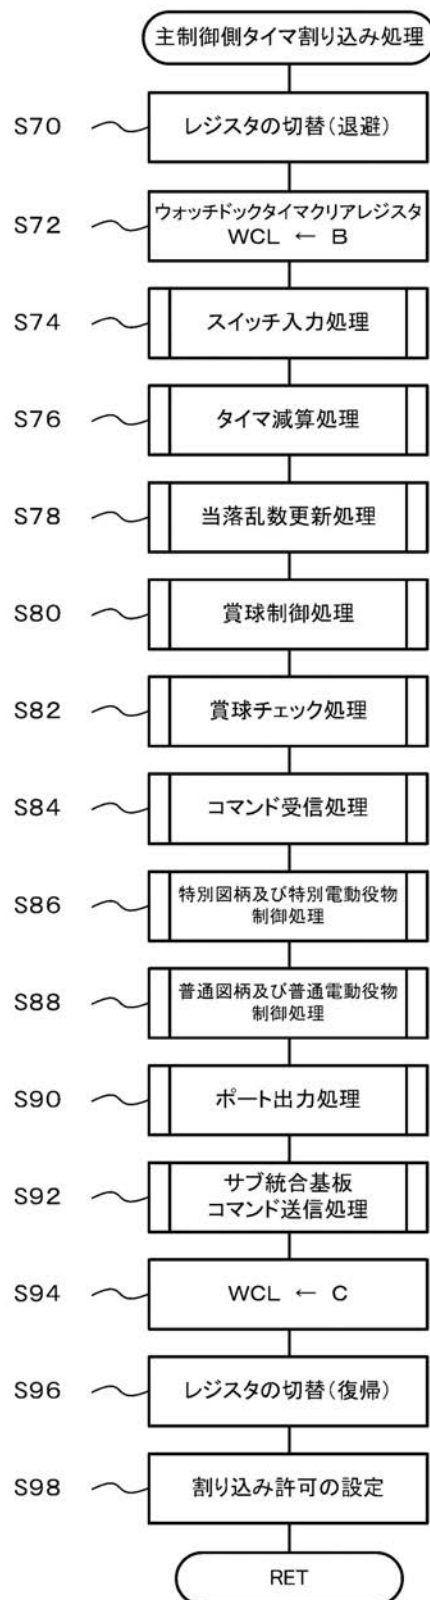 主制御側タイマ割り込み処理
S70 レジスタの切替(退避)
S72 ウォッチドックタイマクリアレジスタ
WCL ← B
S74 スイッチ入力処理
S76 タイマ減算処理
S78 当落乱数更新処理
S80 賞球制御処理
S82 賞球チェック処理
S84 コマンド受信処理
S86 特別図柄及び特別電動役物
制御処理
S88 普通図柄及び普通電動役物
制御処理
S90 ポート出力処理
S92 サブ統合基板
コマンド送信処理
S94 WCL ← C
S96 レジスタの切替(復帰)
S98 割り込み許可の設定
RET